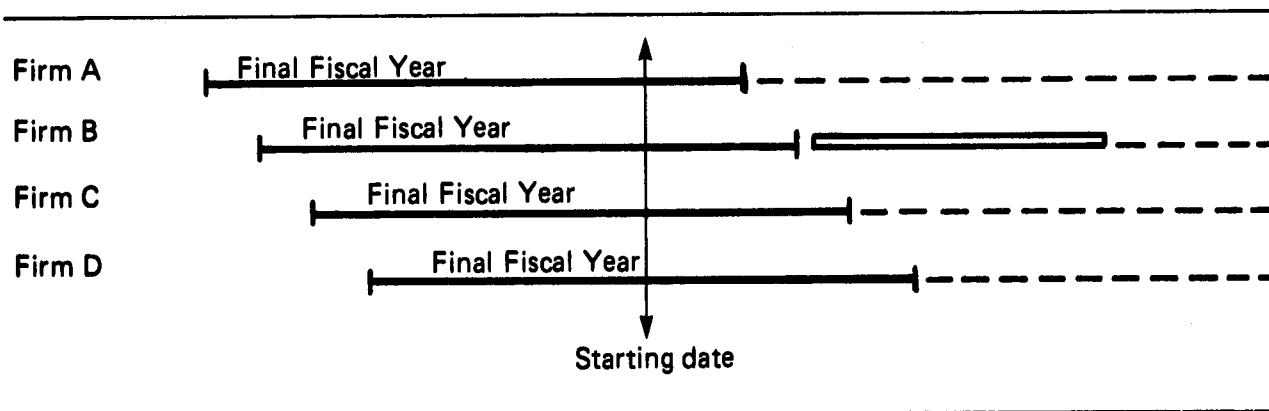 Firm A Final Fiscal Year
Firm B Final Fiscal Year
Firm C Final Fiscal Year
Firm D Final Fiscal Year
Starting date